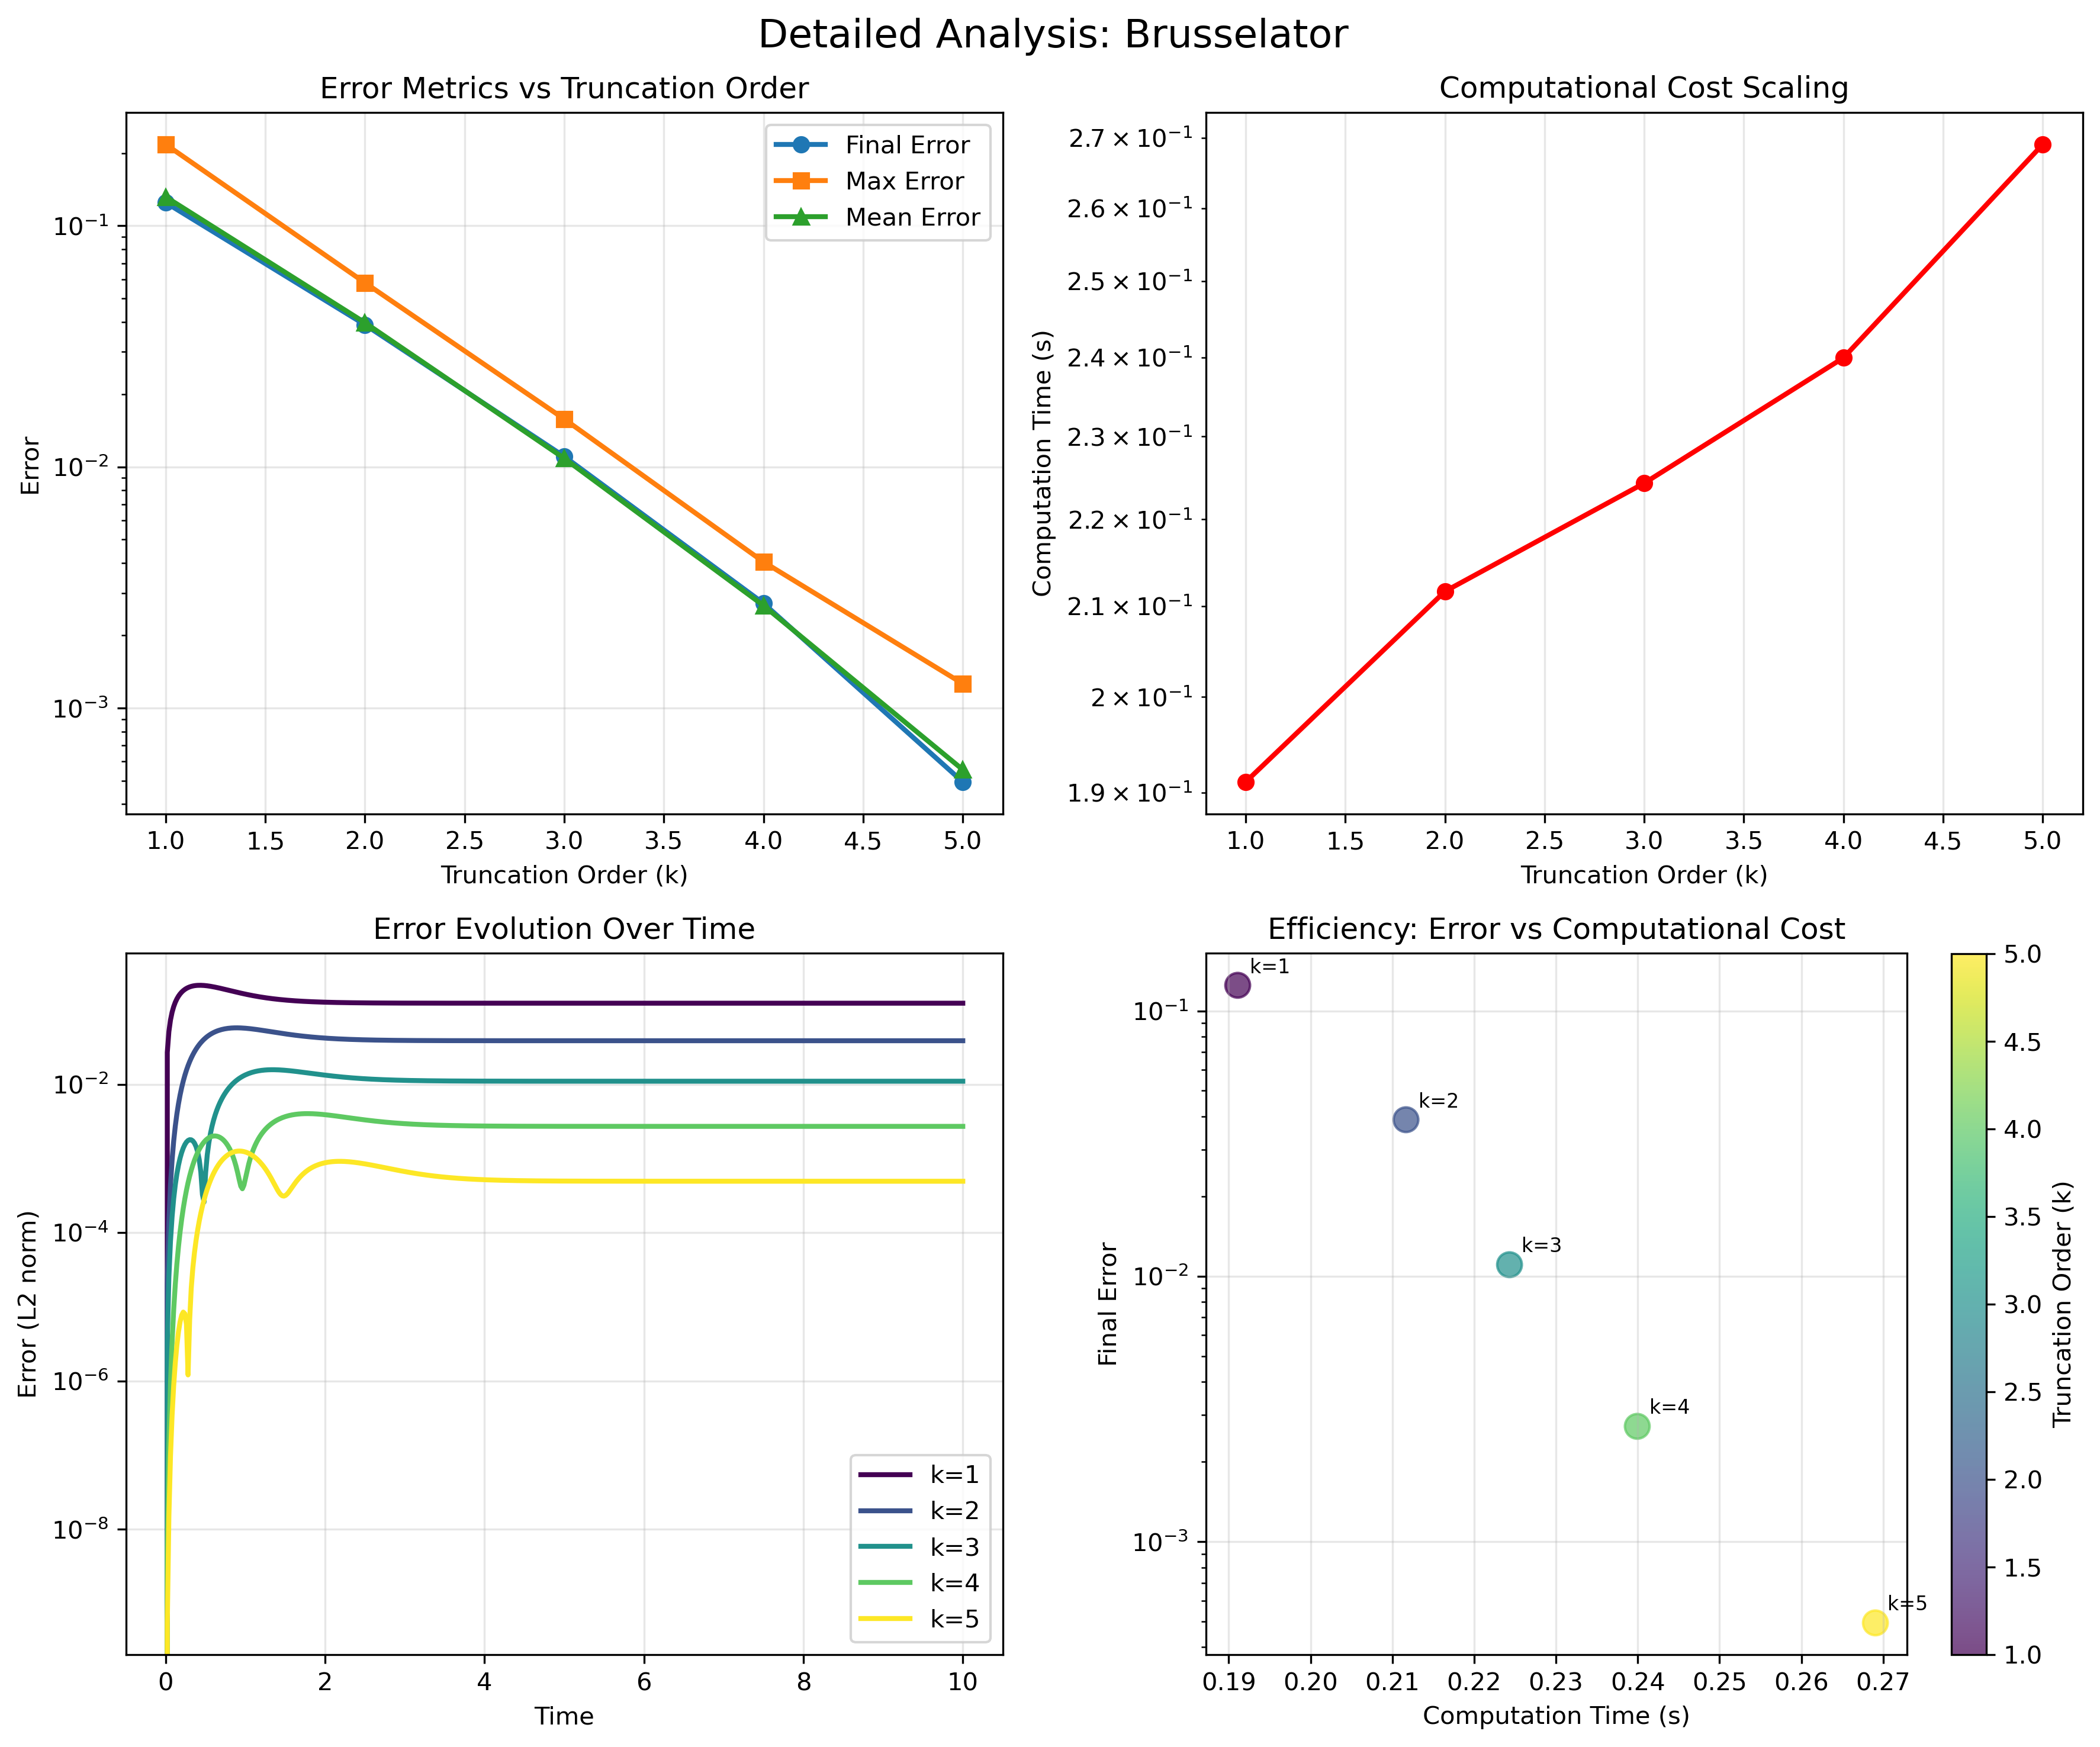 Detailed Analysis: Brusselator
Error Metrics vs Truncation Order
Error
10⁻¹
10⁻²
10⁻³
Final Error
Max Error
Mean Error
1.0 1.5 2.0 2.5 3.0 3.5 4.0 4.5 5.0
Truncation Order (k)
Computational Cost Scaling
Computation Time (s)
2.7 × 10⁻¹
2.6 × 10⁻¹
2.5 × 10⁻¹
2.4 × 10⁻¹
2.3 × 10⁻¹
2.2 × 10⁻¹
2.1 × 10⁻¹
2 × 10⁻¹
1.9 × 10⁻¹
1.0 1.5 2.0 2.5 3.0 3.5 4.0 4.5 5.0
Truncation Order (k)
Error Evolution Over Time
Error (L2 norm)
10⁻²
10⁻⁴
10⁻⁶
10⁻⁸
k=1
k=2
k=3
k=4
k=5
0 2 4 6 8 10
Time
Efficiency: Error vs Computational Cost
Final Error
10⁻¹
10⁻²
10⁻³
k=1
k=2
k=3
k=4
k=5
0.19 0.20 0.21 0.22 0.23 0.24 0.25 0.26 0.27
Computation Time (s)
5.0
4.5
4.0
3.5
3.0
2.5
2.0
1.5
1.0
Truncation Order (k)